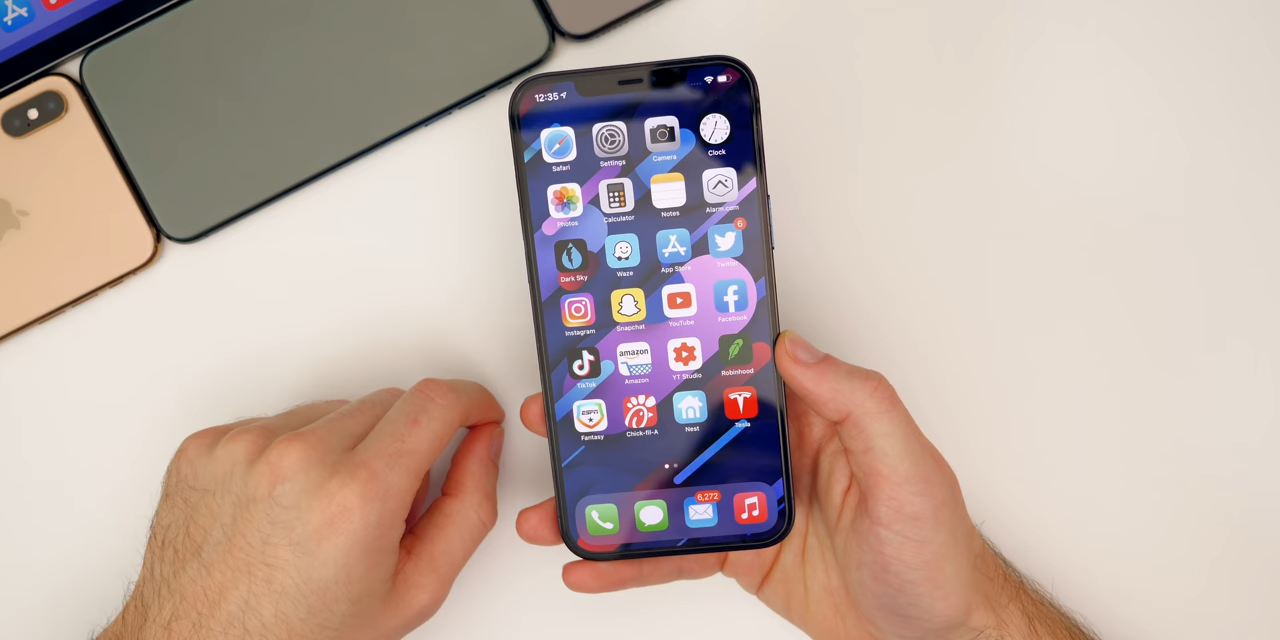 12:35
Safari
Settings
Camera
Clock
Photos
Calculator
Notes
Alarm.com
Dark Sky
Waze
App Store
6
Twitter
Instagram
Snapchat
YouTube
Facebook
TikTok
amazon
Amazon
YT Studio
Robinhood
ESPN
Fantasy
Chick-fil-A
Nest
Tesla
6,272